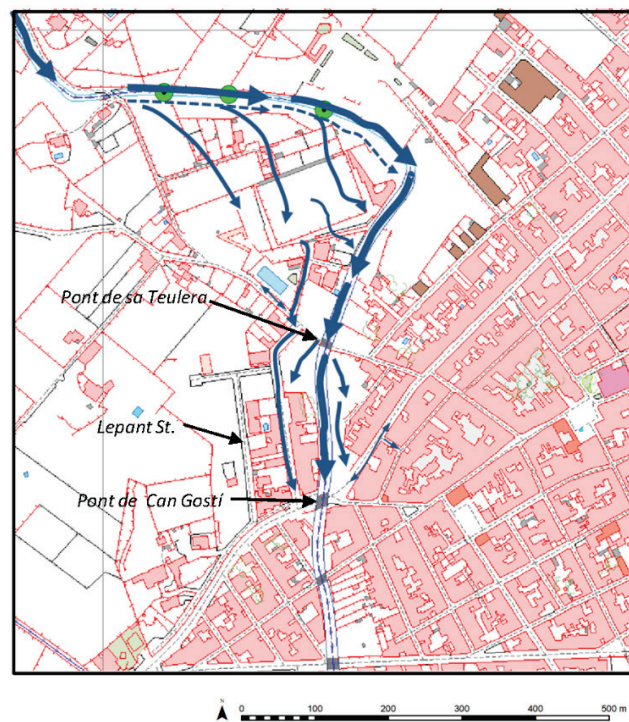 Pont de sa Teulera
Lepant St.
Pont de Can Gostí
N
0 100 200 300 400 500 m